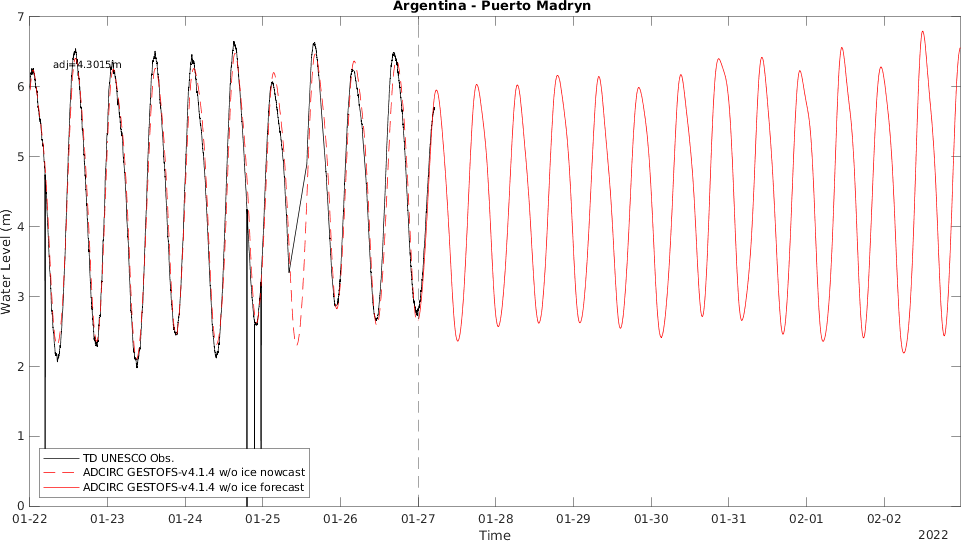 Argentina - Puerto Madryn
adj=4.3015m
Water Level (m)
7
6
5
4
3
2
1
0
TD UNESCO Obs.
ADCIRC GESTOFS-v4.1.4 w/o ice nowcast
ADCIRC GESTOFS-v4.1.4 w/o ice forecast
01-22 01-23 01-24 01-25 01-26 01-27 01-28 01-29 01-30 01-31 02-01 02-02
Time
2022